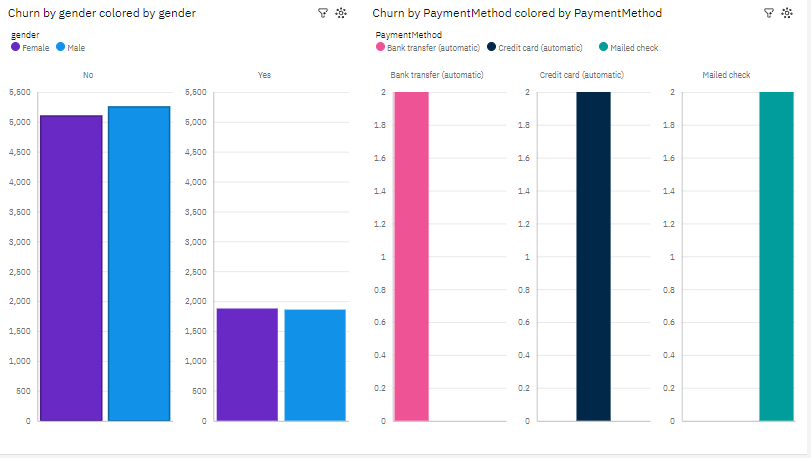 Churn by gender colored by gender
gender
Female Male
No Yes
5,500 5,500
5,000 5,000
4,500 4,500
4,000 4,000
3,500 3,500
3,000 3,000
2,500 2,500
2,000 2,000
1,500 1,500
1,000 1,000
500 500
0 0
Churn by PaymentMethod colored by PaymentMethod
PaymentMethod
Bank transfer (automatic) Credit card (automatic) Mailed check
Bank transfer (automatic) Credit card (automatic) Mailed check
2 2 2
1.8 1.8 1.8
1.6 1.6 1.6
1.4 1.4 1.4
1.2 1.2 1.2
1 1 1
0.8 0.8 0.8
0.6 0.6 0.6
0.4 0.4 0.4
0.2 0.2 0.2
0 0 0